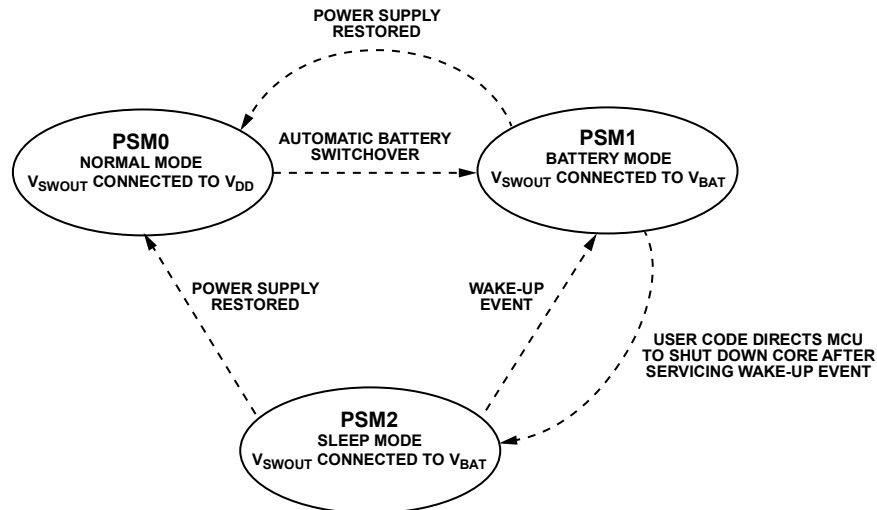 POWER SUPPLY
RESTORED
PSM0
NORMAL MODE
VSWOUT CONNECTED TO VDD
AUTOMATIC BATTERY
SWITCHOVER
PSM1
BATTERY MODE
VSWOUT CONNECTED TO VBAT
POWER SUPPLY
RESTORED
WAKE-UP
EVENT
USER CODE DIRECTS MCU
TO SHUT DOWN CORE AFTER
SERVICING WAKE-UP EVENT
PSM2
SLEEP MODE
VSWOUT CONNECTED TO VBAT